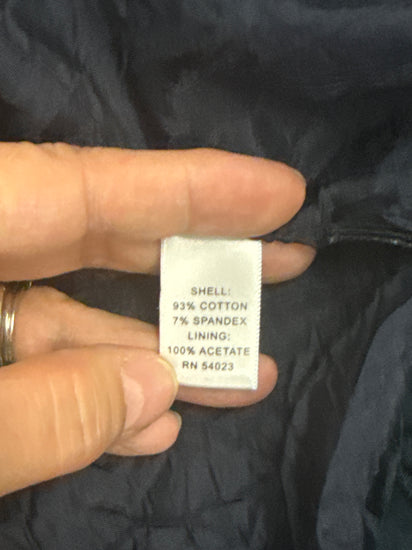 SHELL:
93% COTTON
7% SPANDEX
LINING:
100% ACETATE
RN 54023